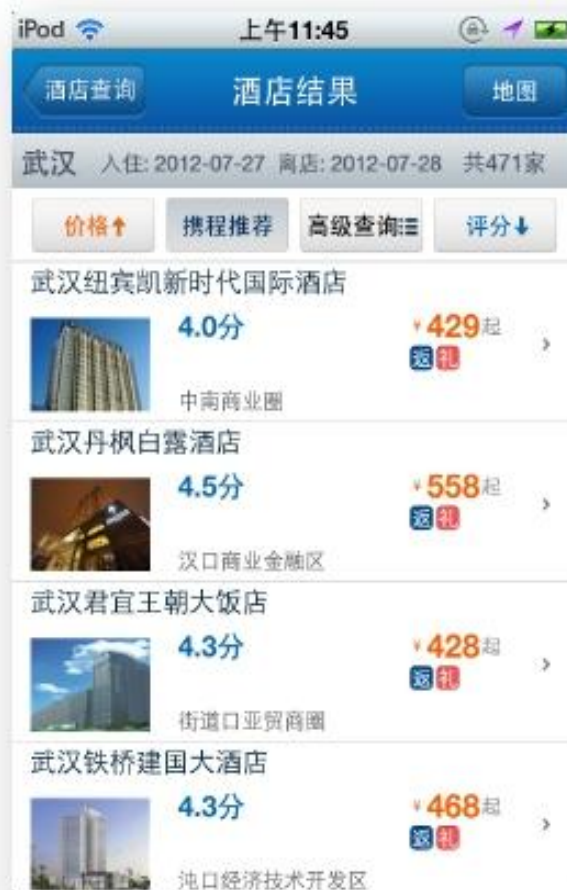 iPod 上午11:45
酒店查询 酒店结果 地图
武汉 入住: 2012-07-27 离店: 2012-07-28 共471家
价格↑ 携程推荐 高级查询 评分↓
武汉纽宾凯新时代国际酒店
4.0分 ¥429起
返 礼
中南商业圈
武汉丹枫白露酒店
4.5分 ¥558起
返 礼
汉口商业金融区
武汉君宜王朝大饭店
4.3分 ¥428起
返 礼
街道口亚贸商圈
武汉铁桥建国大酒店
4.3分 ¥468起
返 礼
沌口经济技术开发区